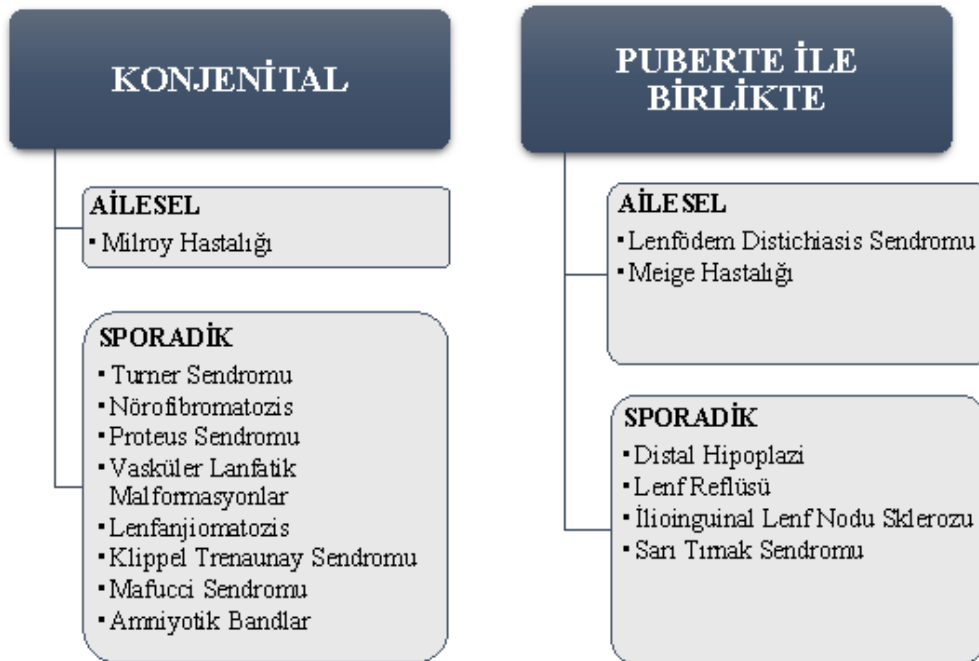 KONJENİTAL
AİLESEL
▪ Milroy Hastalığı
SPORADİK
▪ Turner Sendromu
▪ Nörofibromatozis
▪ Proteus Sendromu
▪ Vasküler Lanfatik
Malformasyonlar
▪ Lenfanjiomatozis
▪ Klippel Trenaunay Sendromu
▪ Mafucci Sendromu
▪ Amniyotik Bandlar
PUBERTE İLE
BİRLİKTE
AİLESEL
▪ Lenfödem Distichiasis Sendromu
▪ Meige Hastalığı
SPORADİK
▪ Distal Hipoplazi
▪ Lenf Reflüsü
▪ İlioinguinal Lenf Nodu Sklerozu
▪ Sarı Tırnak Sendromu